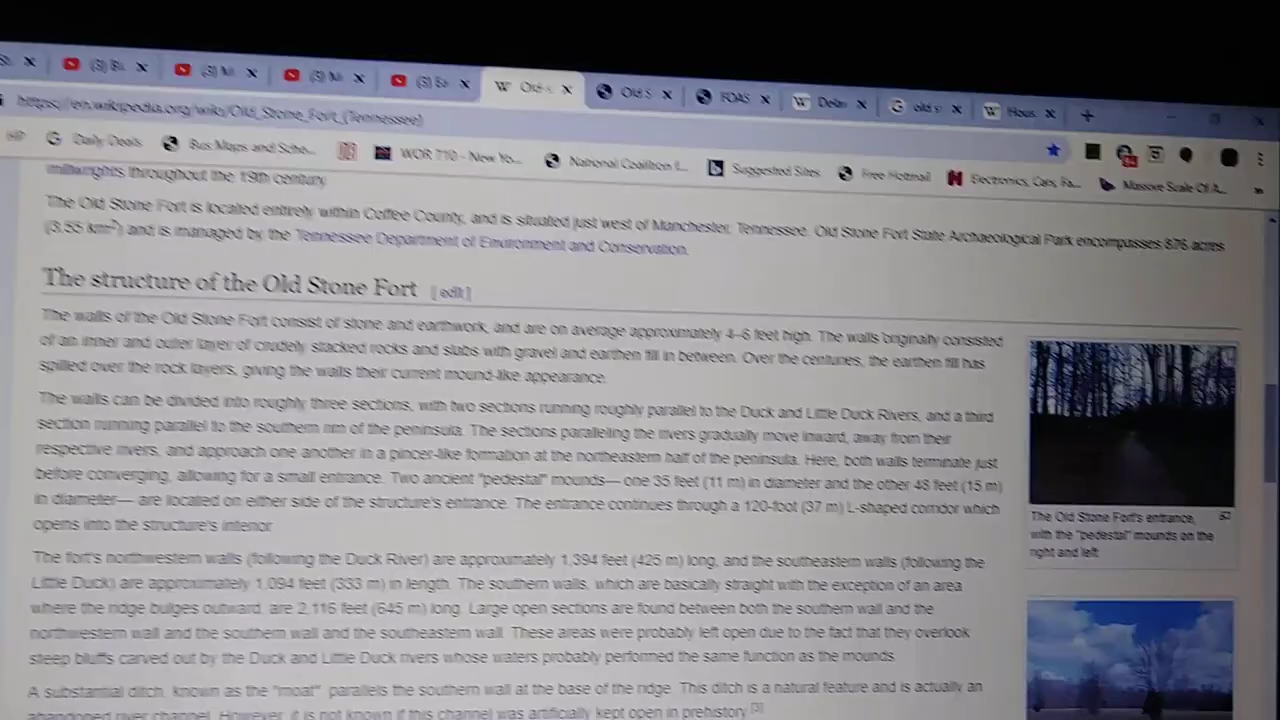 (3) Ex
Old S
FOAS
old s
Hous
https://en.wikipedia.org/wiki/Old_Stone_Fort_(Tennessee)
Daily Deals
Bus Maps and Sche...
WOR 710 - New Yo...
National Coalition f...
Suggested Sites
Free Hotmail
Electronics, Cars, Fa...
Massive Scale Of A...
millwrights throughout the 19th century.
The Old Stone Fort is located entirely within Coffee County, and is situated just west of Manchester, Tennessee. Old Stone Fort State Archaeological Park encompasses 876 acres
(3.55 km²) and is managed by the Tennessee Department of Environment and Conservation.
The structure of the Old Stone Fort [ edit ]
The walls of the Old Stone Fort consist of stone and earthwork, and are on average approximately 4–6 feet high. The walls originally consisted
of an inner and outer layer of crudely stacked rocks and slabs with gravel and earthen fill in between. Over the centuries, the earthen fill has
spilled over the rock layers, giving the walls their current mound-like appearance.
The walls can be divided into roughly three sections, with two sections running roughly parallel to the Duck and Little Duck Rivers, and a third
section running parallel to the southern rim of the peninsula. The sections paralleling the rivers gradually move inward, away from their
respective rivers, and approach one another in a pincer-like formation at the northeastern half of the peninsula. Here, both walls terminate just
before converging, allowing for a small entrance. Two ancient "pedestal" mounds— one 35 feet (11 m) in diameter and the other 48 feet (15 m)
in diameter— are located on either side of the structure's entrance. The entrance continues through a 120-foot (37 m) L-shaped corridor which
opens into the structure's interior.
The Old Stone Fort's entrance,
with the "pedestal" mounds on the
right and left
The fort's northwestern walls (following the Duck River) are approximately 1,394 feet (425 m) long, and the southeastern walls (following the
Little Duck) are approximately 1,094 feet (333 m) in length. The southern walls, which are basically straight with the exception of an area
where the ridge bulges outward, are 2,116 feet (645 m) long. Large open sections are found between both the southern wall and the
northwestern wall and the southern wall and the southeastern wall. These areas were probably left open due to the fact that they overlook
steep bluffs carved out by the Duck and Little Duck rivers whose waters probably performed the same function as the mounds.
A substantial ditch, known as the "moat", parallels the southern wall at the base of the ridge. This ditch is a natural feature and is actually an
abandoned river channel. However, it is not known if this channel was artificially kept open in prehistory.[3]